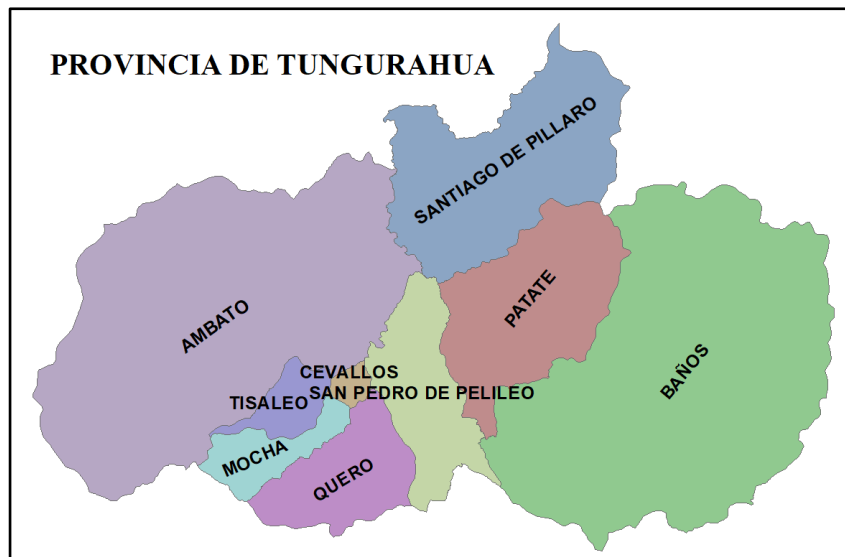 PROVINCIA DE TUNGURAHUA
SANTIAGO DE PILLARO
AMBATO
PATATE
BAÑOS
CEVALLOS
SAN PEDRO DE PELILEO
TISALEO
MOCHA
QUERO